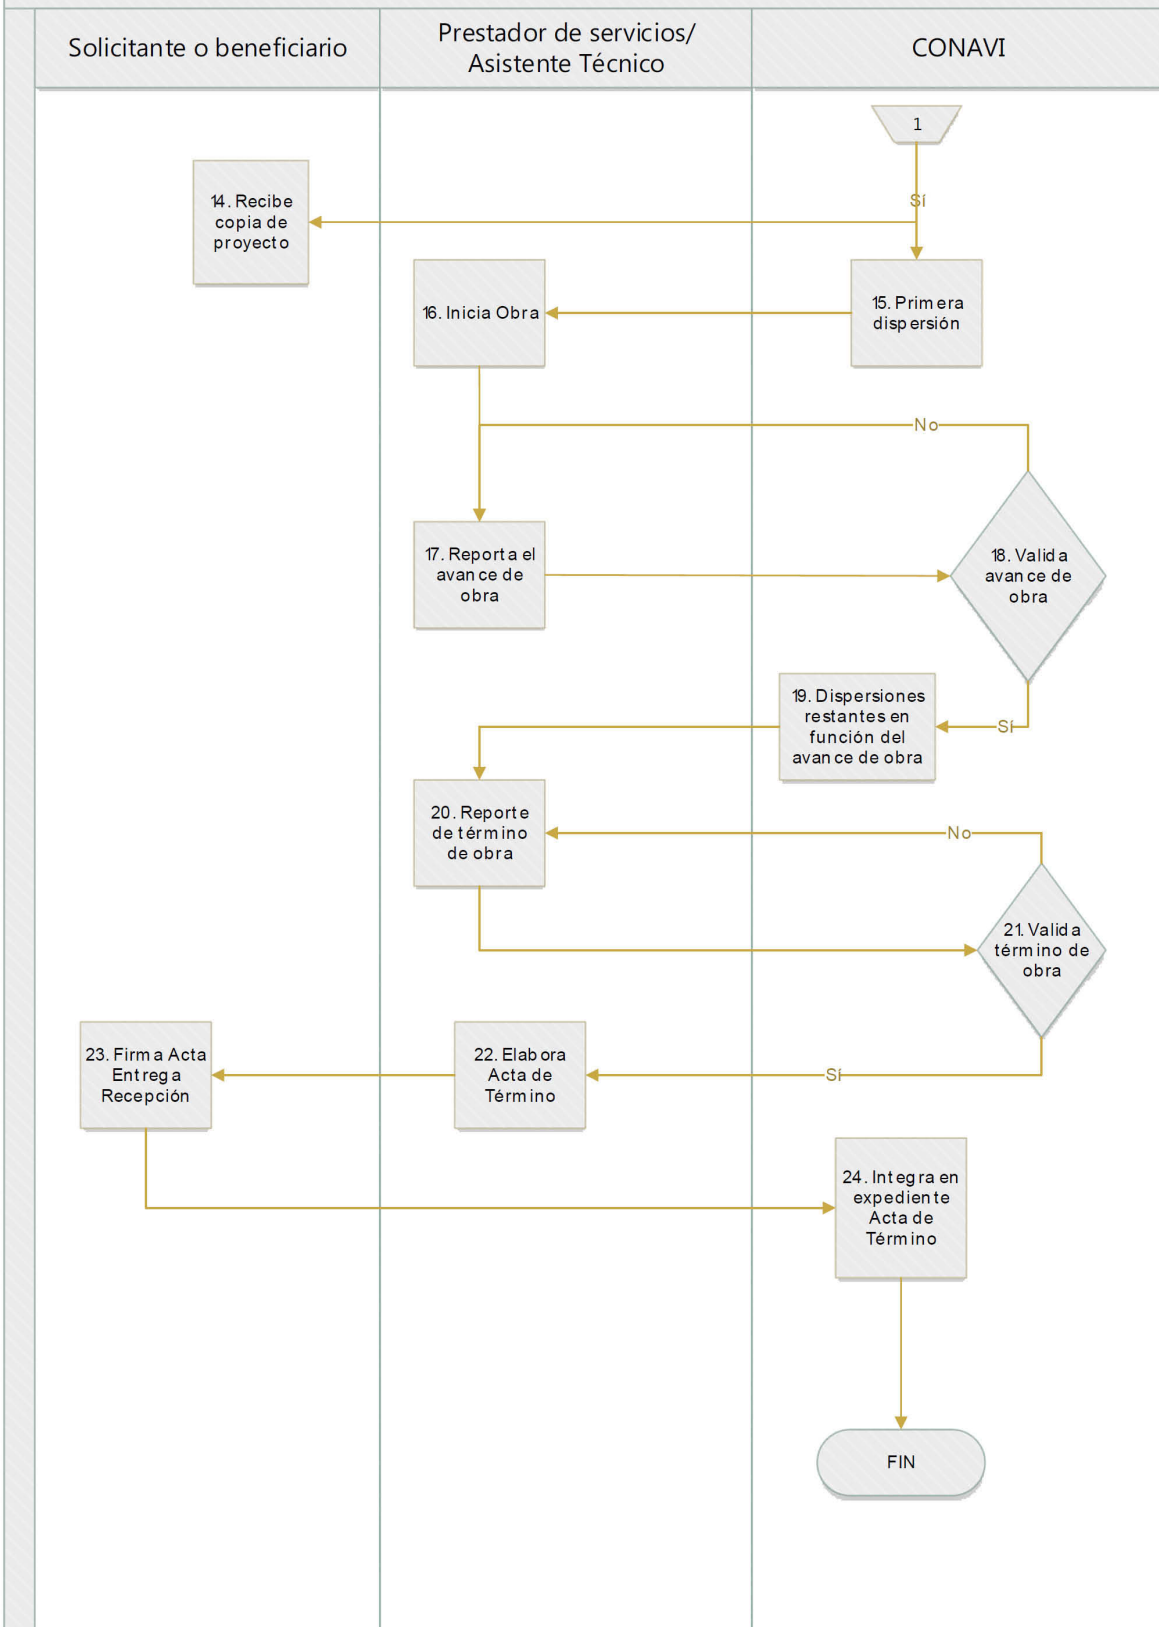 Solicitante o beneficiario
Prestador de servicios/
Asistente Técnico
CONAVI
1
Sí
14. Recibe
copia de
proyecto
15. Primera
dispersión
16. Inicia Obra
No
17. Reporta el
avance de
obra
18. Valida
avance de
obra
19. Dispersiones
restantes en
función del
avance de obra
Sí
20. Reporte
de término
de obra
No
21. Valida
término de
obra
Sí
22. Elabora
Acta de
Término
23. Firma Acta
Entrega
Recepción
24. Integra en
expediente
Acta de
Término
FIN